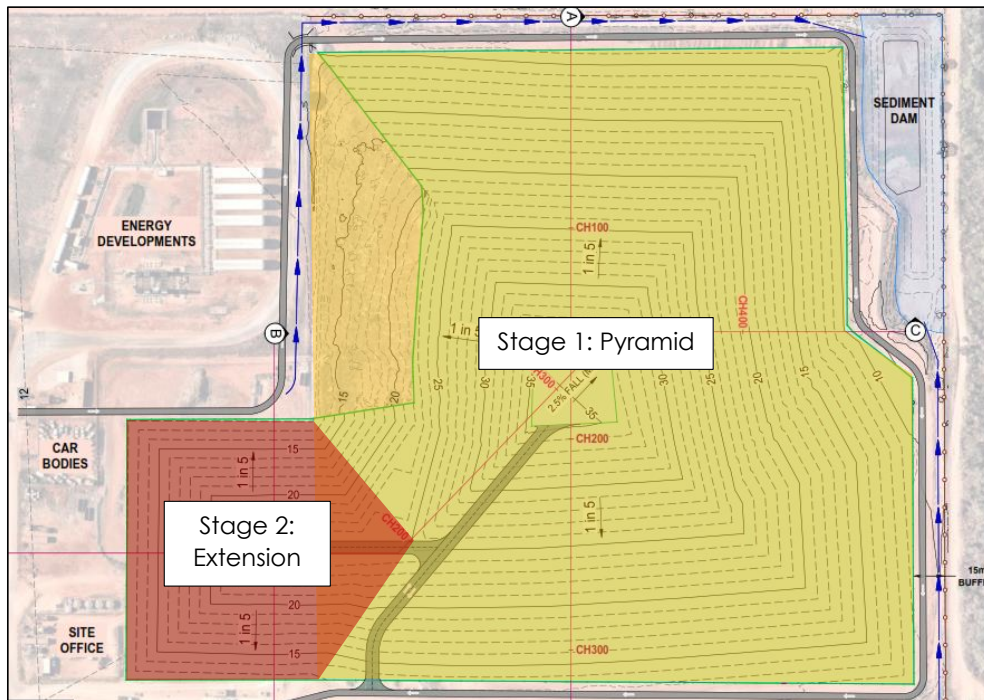 A
SEDIMENT
DAM
ENERGY
DEVELOPMENTS
CH100
1 in 5
CH400
B
C
1 in 5
Stage 1: Pyramid
12
15
20
25
30
35
30
25
20
15
10
2.5% FALL
35
CH200
CAR
BODIES
15
1 in 5
20
Stage 2:
Extension
CH200
1 in 5
15m
20
1 in 5
SITE
OFFICE
15
CH300